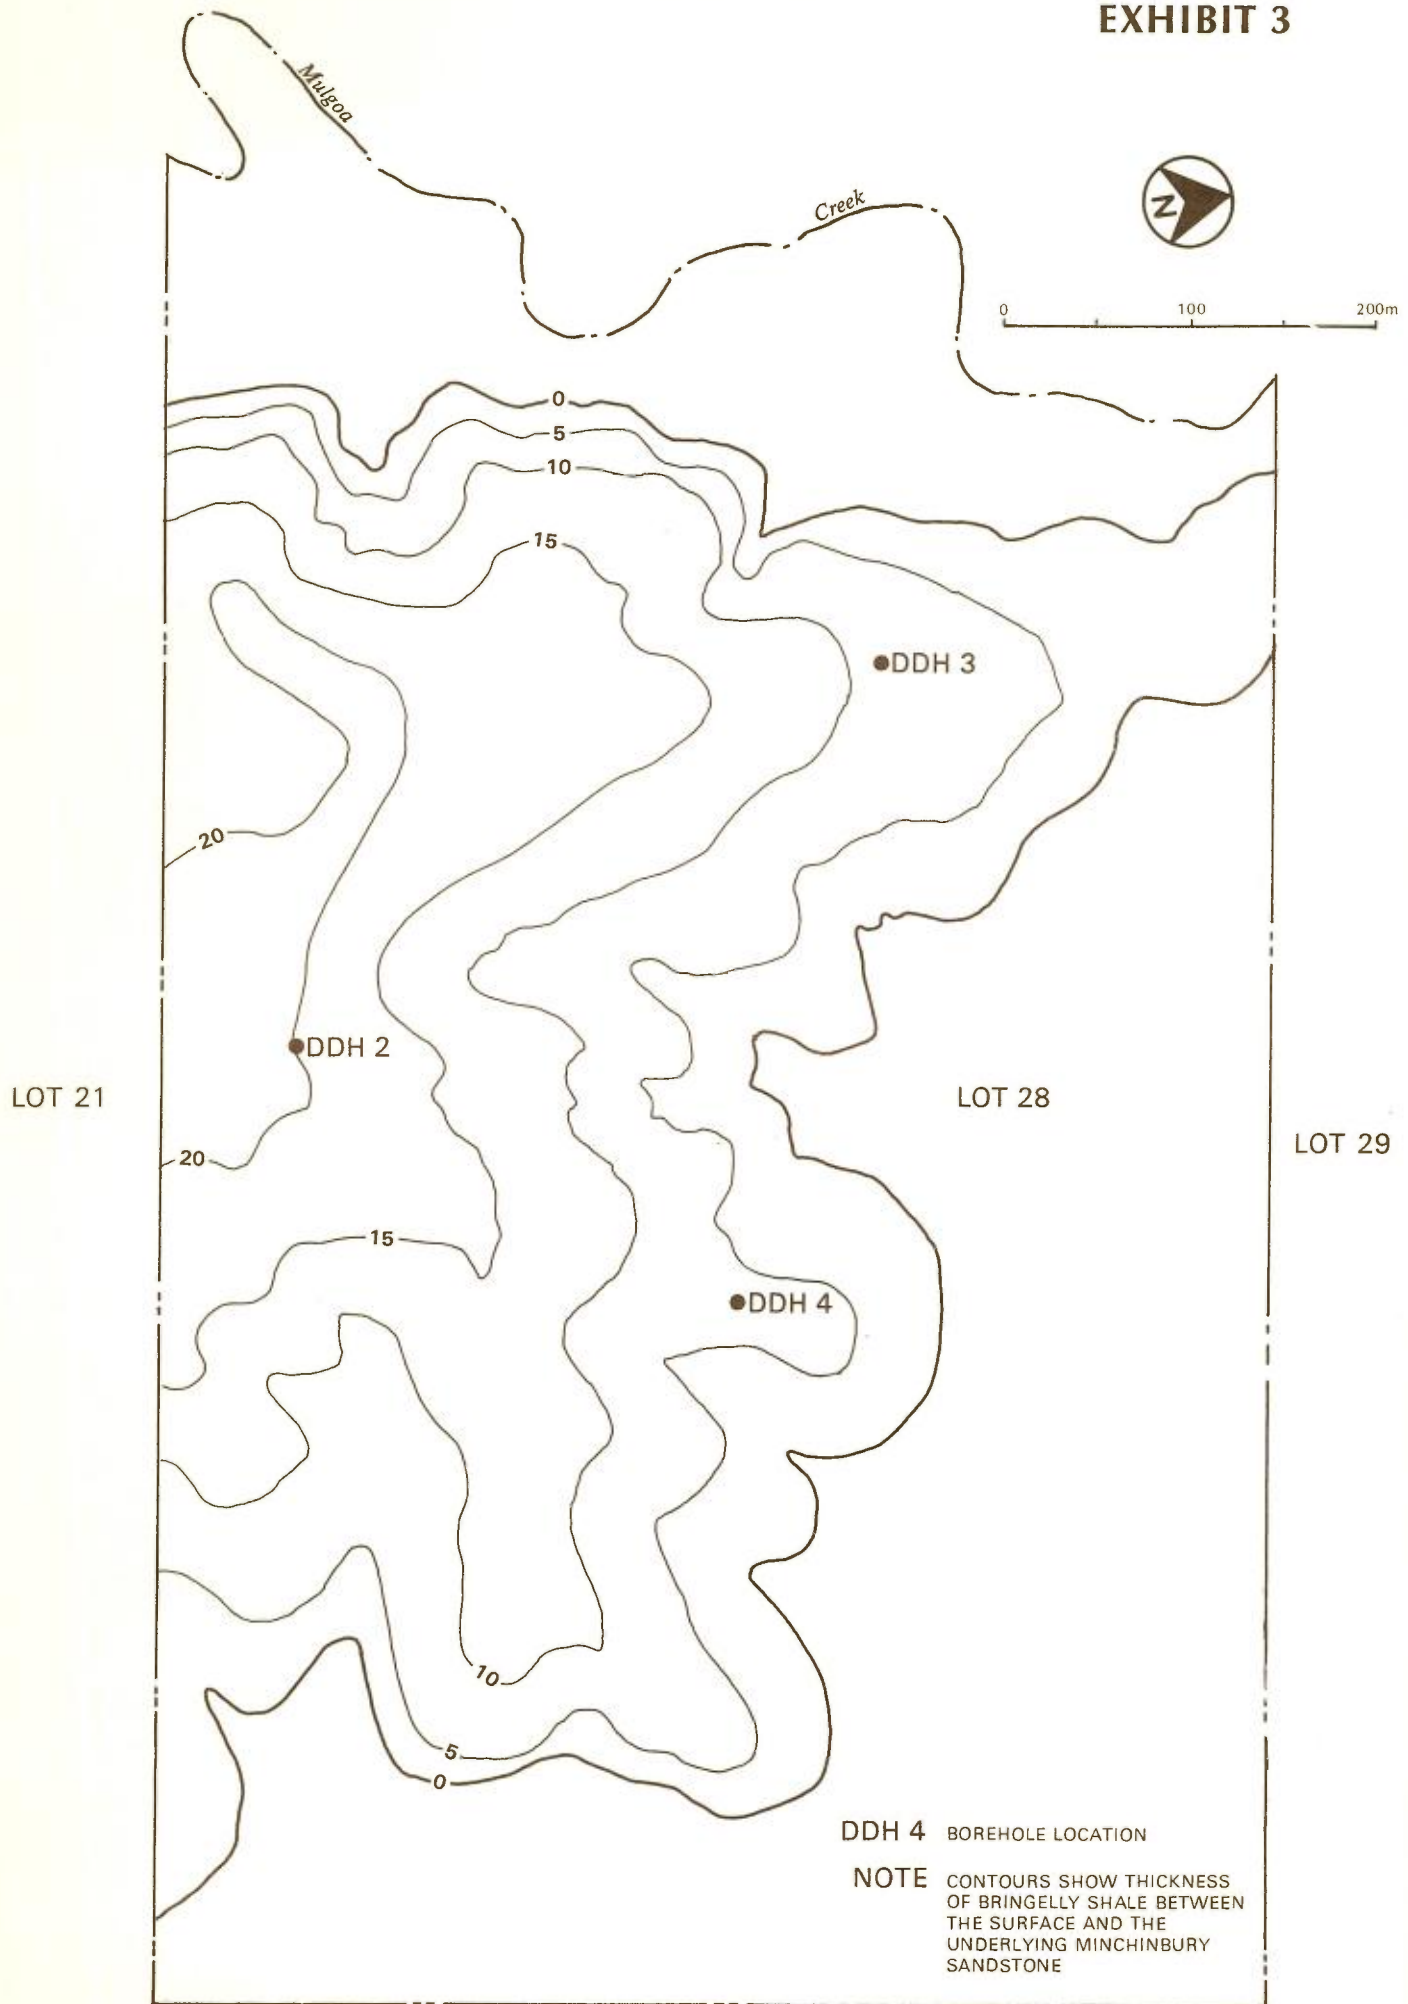 EXHIBIT 3
Mulgoa
Creek
N
0 100 200m
0
5
10
15
DDH 3
20
DDH 2
LOT 21
LOT 28
LOT 29
20
15
DDH 4
10
5
0
DDH 4 BOREHOLE LOCATION
NOTE CONTOURS SHOW THICKNESS
OF BRINGELLY SHALE BETWEEN
THE SURFACE AND THE
UNDERLYING MINCHINBURY
SANDSTONE